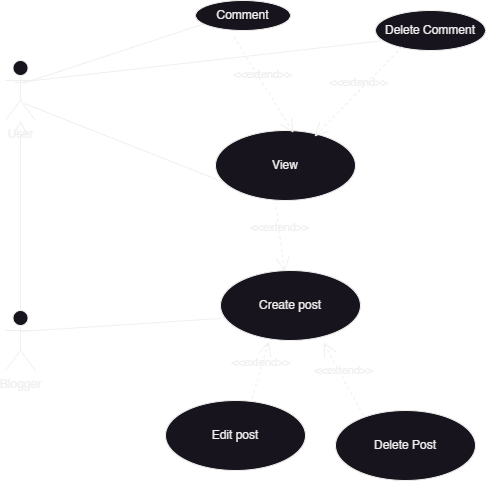 Comment
Delete Comment
<<extend>>
<<extend>>
User
View
<<extend>>
Create post
Blogger
<<extend>>
<<extend>>
Edit post
Delete Post